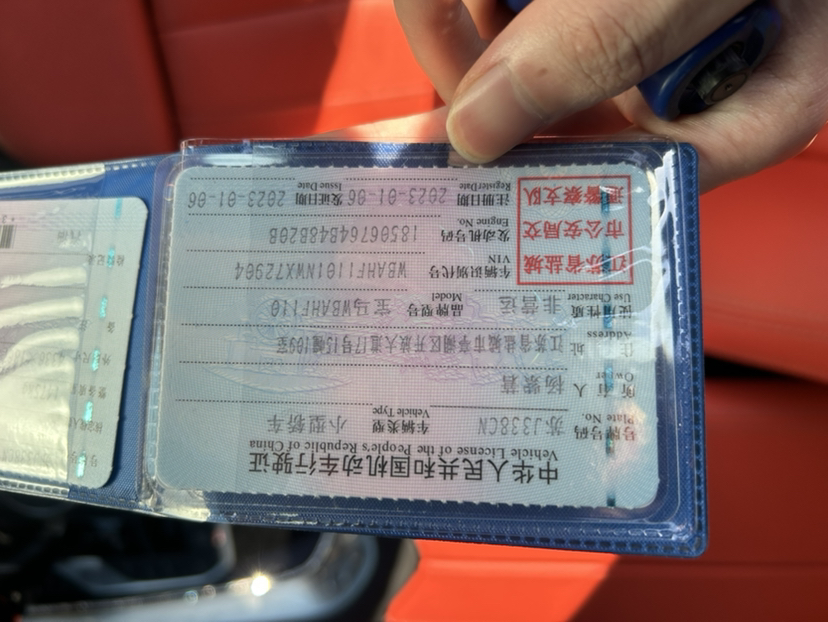 中华人民共和国机动车行驶证
Vehicle License of the People's Republic of China
号牌号码 苏J338CN 车辆类型 小型轿车
Plate No. Vehicle Type
所有人 杨紫菁
Owner
住址 江苏省盐城市亭湖区开放大道17号15幢109室
Address
使用性质 非营运 品牌型号 宝马WBAHF110
Use Character Model
江苏省盐城
市公安局交
通警察支队
车辆识别代号 WBAHF1101NWX72904
VIN
发动机号码 18506764B48B20B
Engine No.
注册日期 2023-01-06 发证日期 2023-01-06
Register Date Issue Date